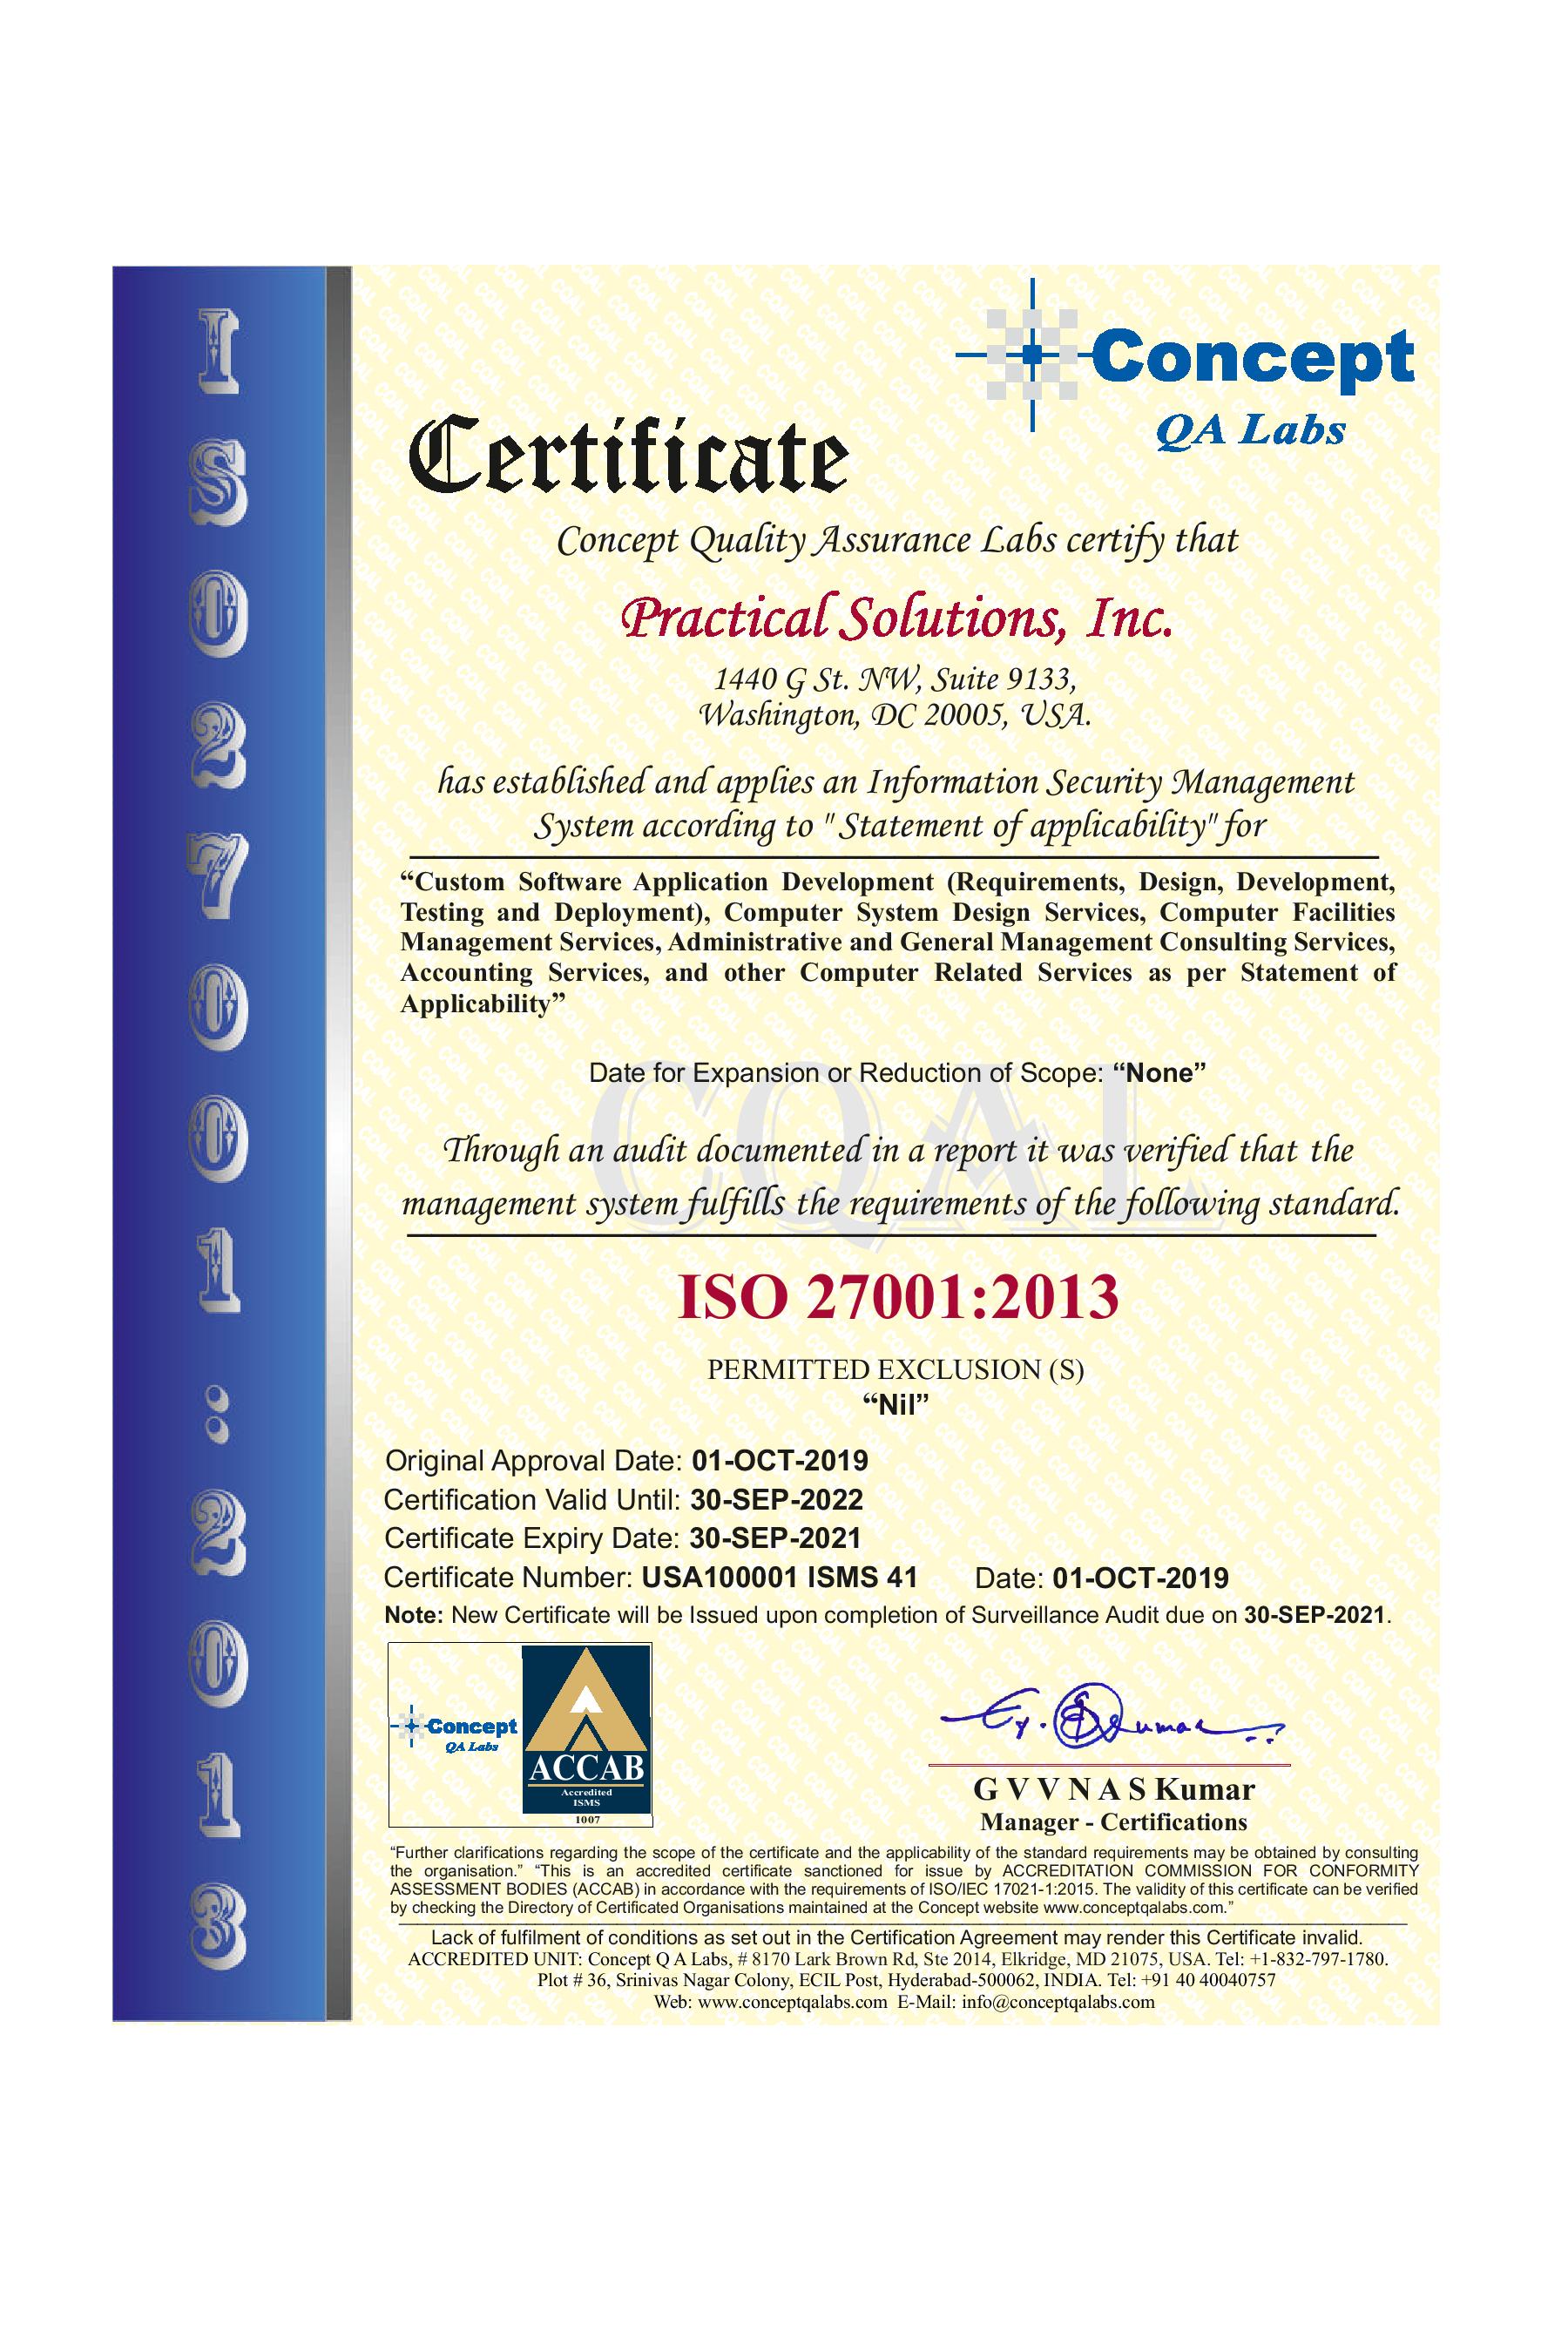 ISO27001:2013
Concept
QA Labs
Certificate
Concept Quality Assurance Labs certify that
Practical Solutions, Inc.
1440 G St. NW, Suite 9133,
Washington, DC 20005, USA.
has established and applies an Information Security Management
System according to " Statement of applicability" for
“Custom Software Application Development (Requirements, Design, Development,
Testing and Deployment), Computer System Design Services, Computer Facilities
Management Services, Administrative and General Management Consulting Services,
Accounting Services, and other Computer Related Services as per Statement of
Applicability”
CQAL
Date for Expansion or Reduction of Scope: “None”
Through an audit documented in a report it was verified that the
management system fulfills the requirements of the following standard.
ISO 27001:2013
PERMITTED EXCLUSION (S)
“Nil”
Original Approval Date: 01-OCT-2019
Certification Valid Until: 30-SEP-2022
Certificate Expiry Date: 30-SEP-2021
Certificate Number: USA100001 ISMS 41 Date: 01-OCT-2019
Note: New Certificate will be Issued upon completion of Surveillance Audit due on 30-SEP-2021.
Concept
QA Labs
ACCAB
Accredited
ISMS
1007
G V V N A S Kumar
Manager - Certifications
“Further clarifications regarding the scope of the certificate and the applicability of the standard requirements may be obtained by consulting
the organisation.” “This is an accredited certificate sanctioned for issue by ACCREDITATION COMMISSION FOR CONFORMITY
ASSESSMENT BODIES (ACCAB) in accordance with the requirements of ISO/IEC 17021-1:2015. The validity of this certificate can be verified
by checking the Directory of Certificated Organisations maintained at the Concept website www.conceptqalabs.com.”
Lack of fulfilment of conditions as set out in the Certification Agreement may render this Certificate invalid.
ACCREDITED UNIT: Concept Q A Labs, # 8170 Lark Brown Rd, Ste 2014, Elkridge, MD 21075, USA. Tel: +1-832-797-1780.
Plot # 36, Srinivas Nagar Colony, ECIL Post, Hyderabad-500062, INDIA. Tel: +91 40 40040757
Web: www.conceptqalabs.com E-Mail: info@conceptqalabs.com